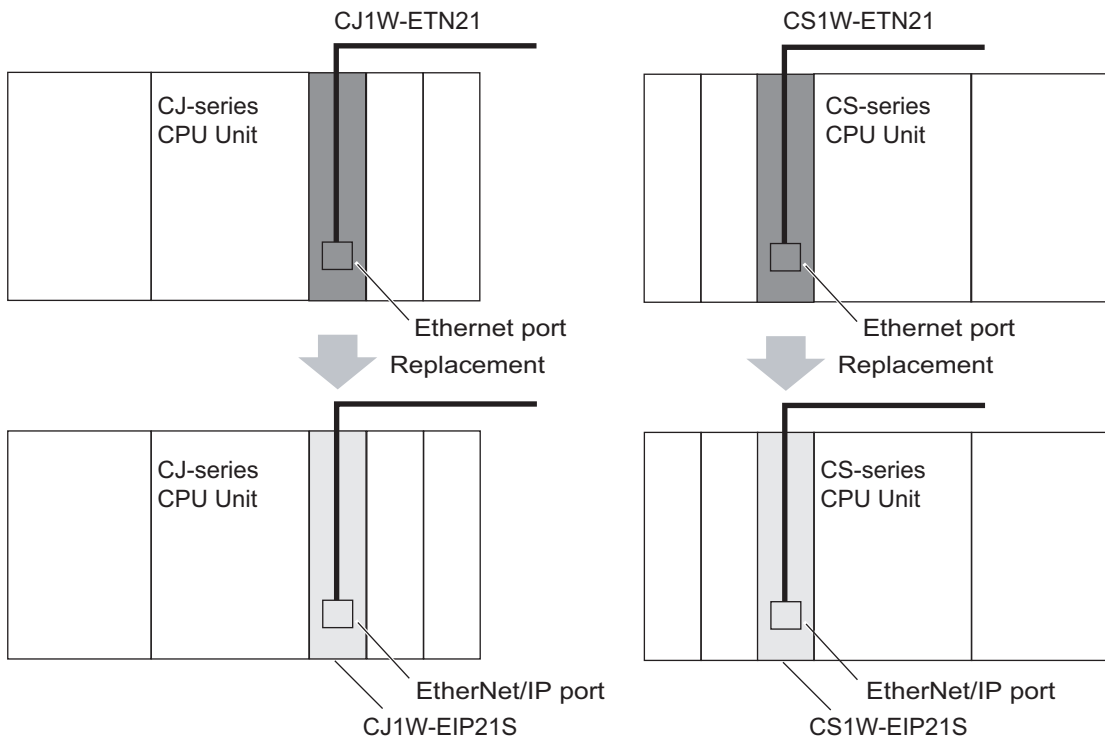 CJ1W-ETN21
CS1W-ETN21
CJ-series
CPU Unit
CS-series
CPU Unit
Ethernet port
Ethernet port
Replacement
Replacement
CJ-series
CPU Unit
CS-series
CPU Unit
EtherNet/IP port
EtherNet/IP port
CJ1W-EIP21S
CS1W-EIP21S